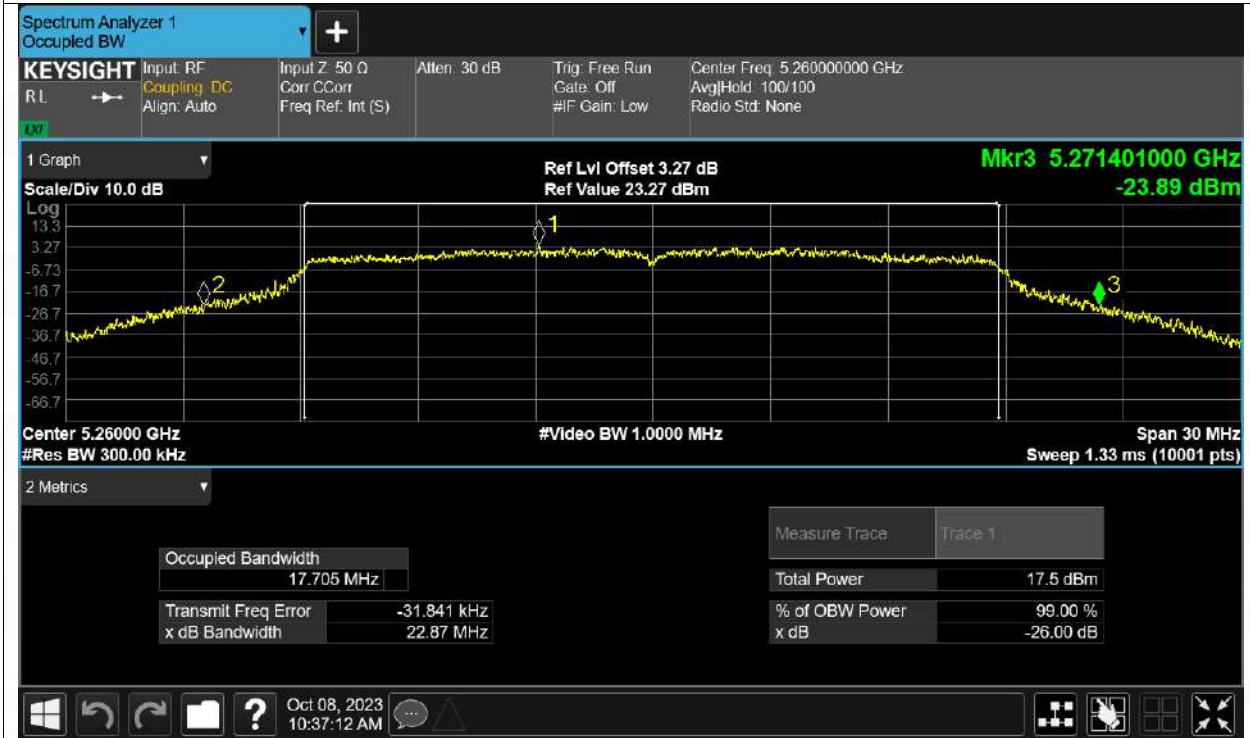 Spectrum Analyzer 1
Occupied BW
+
KEYSIGHT Input: RF Input Z: 50 Ω Atten: 30 dB Trig: Free Run Center Freq: 5.260000000 GHz
RL Coupling: DC Corr CCorr Gate: Off Avg|Hold: 100/100
Align: Auto Freq Ref: Int (S) #IF Gain: Low Radio Std: None
LXI
1 Graph Ref Lvl Offset 3.27 dB Mkr3 5.271401000 GHz
Scale/Div 10.0 dB Ref Value 23.27 dBm -23.89 dBm
Log
13.3
3.27
-6.73
-16.7
-26.7
-36.7
-46.7
-56.7
-66.7
1
2
3
Center 5.26000 GHz #Video BW 1.0000 MHz Span 30 MHz
#Res BW 300.00 kHz Sweep 1.33 ms (10001 pts)
2 Metrics
Measure Trace Trace 1
Occupied Bandwidth
17.705 MHz Total Power 17.5 dBm
Transmit Freq Error -31.841 kHz % of OBW Power 99.00 %
x dB Bandwidth 22.87 MHz x dB -26.00 dB
? Oct 08, 2023
10:37:12 AM